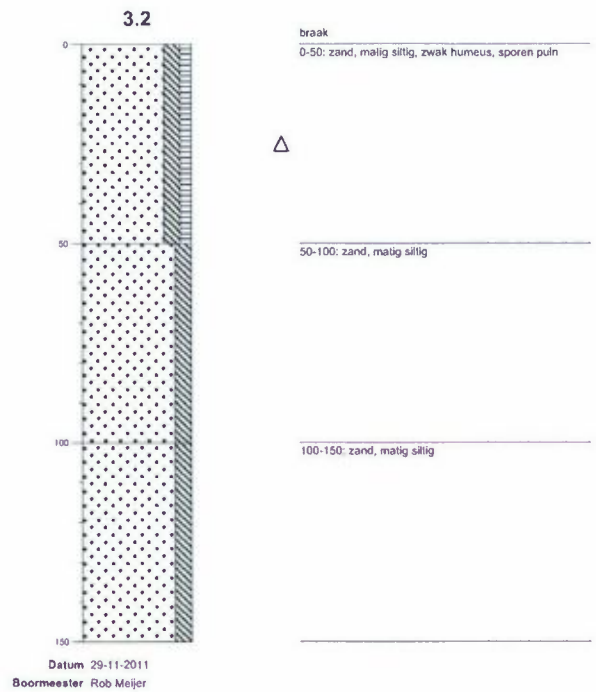 3.2
braak
0
0-50: zand, matig siltig, zwak humeus, sporen puin
50
50-100: zand, matig siltig
100
100-150: zand, matig siltig
150
Datum 29-11-2011
Boormeester Rob Meijer